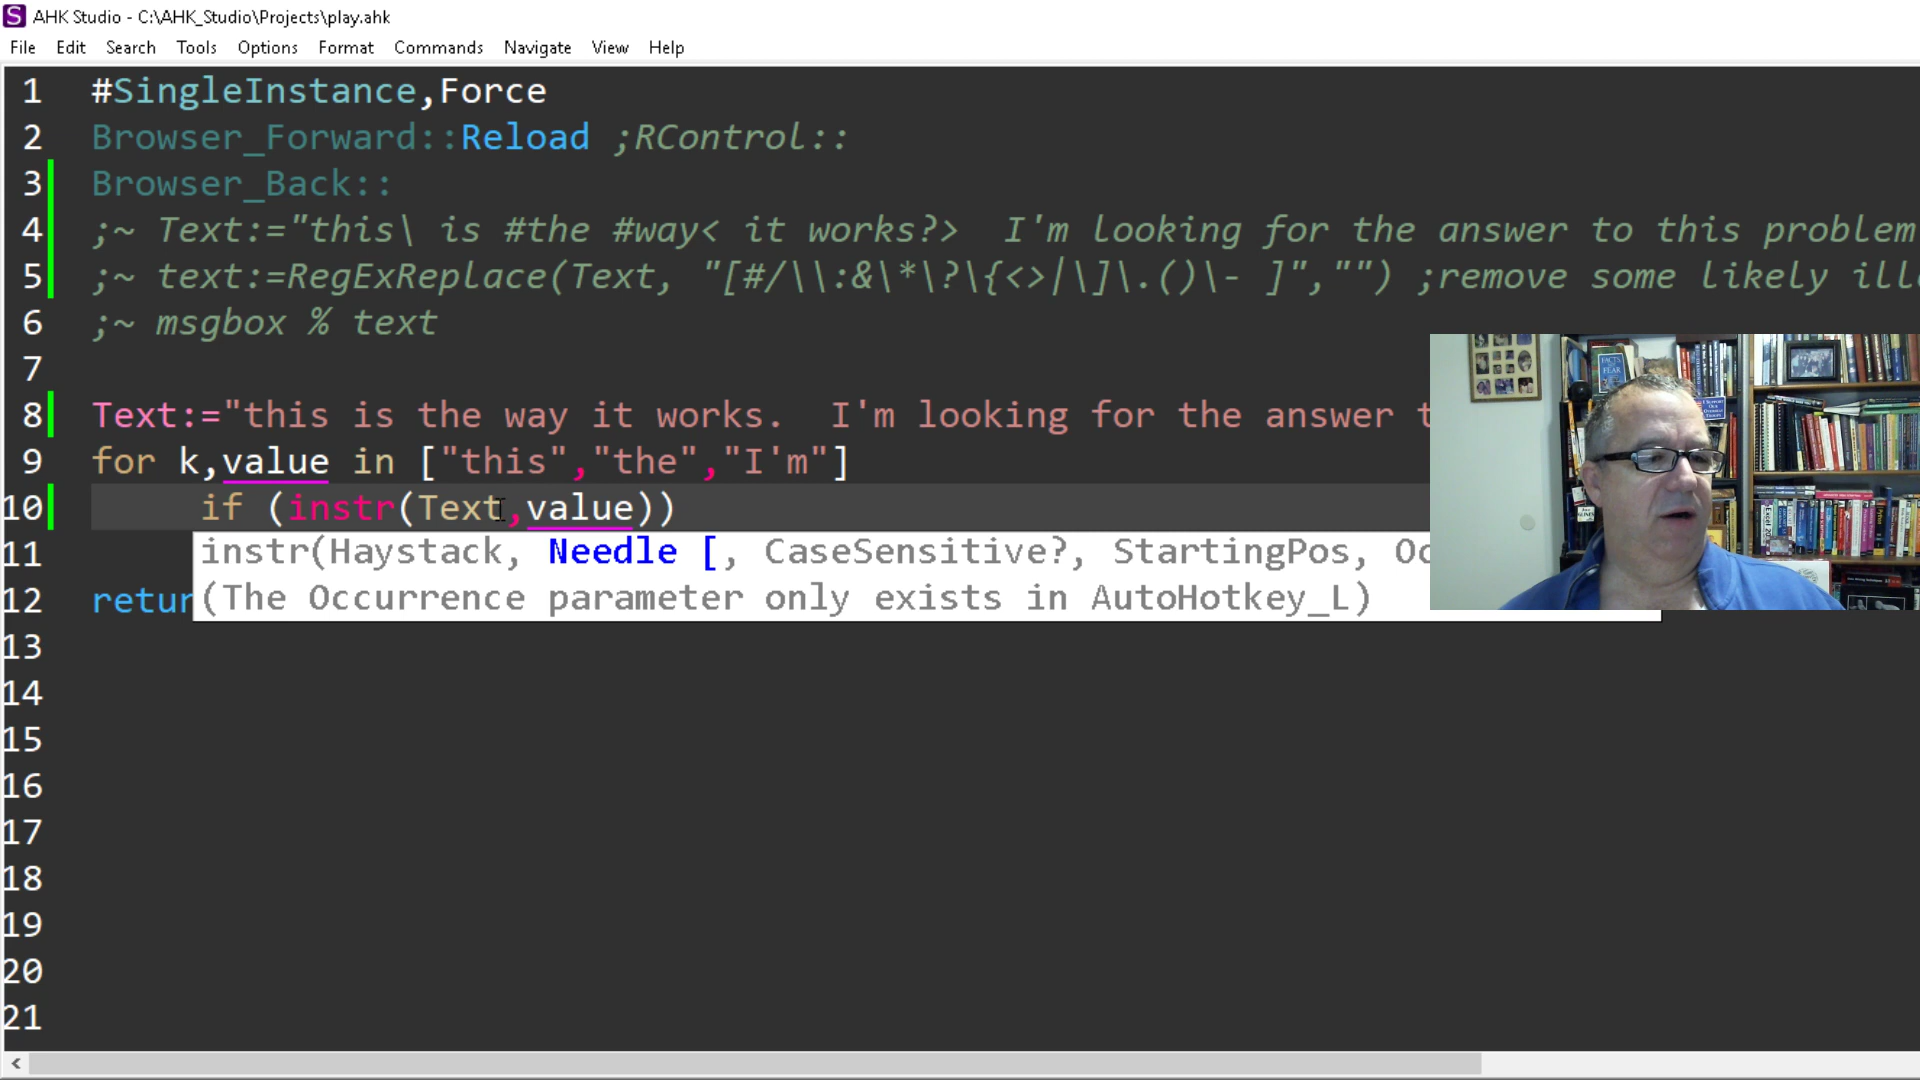 AHK Studio - C:\AHK_Studio\Projects\play.ahk
File Edit Search Tools Options Format Commands Navigate View Help
1 #SingleInstance,Force
2 Browser_Forward::Reload ;RControl::
3 Browser_Back::
4 ;~ Text:="this\ is #the #way< it works?>  I'm looking for the answer to this problem
5 ;~ text:=RegExReplace(Text, "[#/\\:&\*\?\{<>|\]\.()\- ]","") ;remove some likely ill
6 ;~ msgbox % text
7
8 Text:="this is the way it works.  I'm looking for the answer t
9 for k,value in ["this","the","I'm"]
10 if (instr(Text,value))
11 instr(Haystack, Needle [, CaseSensitive?, StartingPos, Oc
12 retur (The Occurrence parameter only exists in AutoHotkey_L)
13
14
15
16
17
18
19
20
21